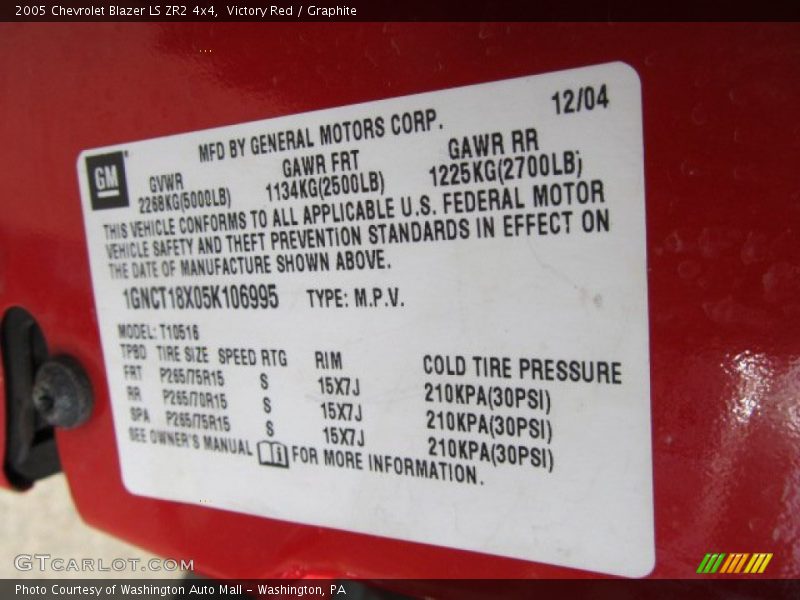 2005 Chevrolet Blazer LS ZR2 4x4, Victory Red / Graphite
12/04
MFD BY GENERAL MOTORS CORP.
GM
GVWR GAWR FRT GAWR RR
2268KG(5000LB) 1134KG(2500LB) 1225KG(2700LB)
THIS VEHICLE CONFORMS TO ALL APPLICABLE U.S. FEDERAL MOTOR
VEHICLE SAFETY AND THEFT PREVENTION STANDARDS IN EFFECT ON
THE DATE OF MANUFACTURE SHOWN ABOVE.
1GNCT18X05K106995 TYPE: M.P.V.
MODEL: T10516
TPBD TIRE SIZE SPEED RTG RIM COLD TIRE PRESSURE
FRT P265/75R15 S 15X7J 210KPA(30PSI)
RR P265/70R15 S 15X7J 210KPA(30PSI)
SPA P265/75R15 S 15X7J 210KPA(30PSI)
SEE OWNER'S MANUAL i FOR MORE INFORMATION.
GTCARLOT.COM
Photo Courtesy of Washington Auto Mall - Washington, PA